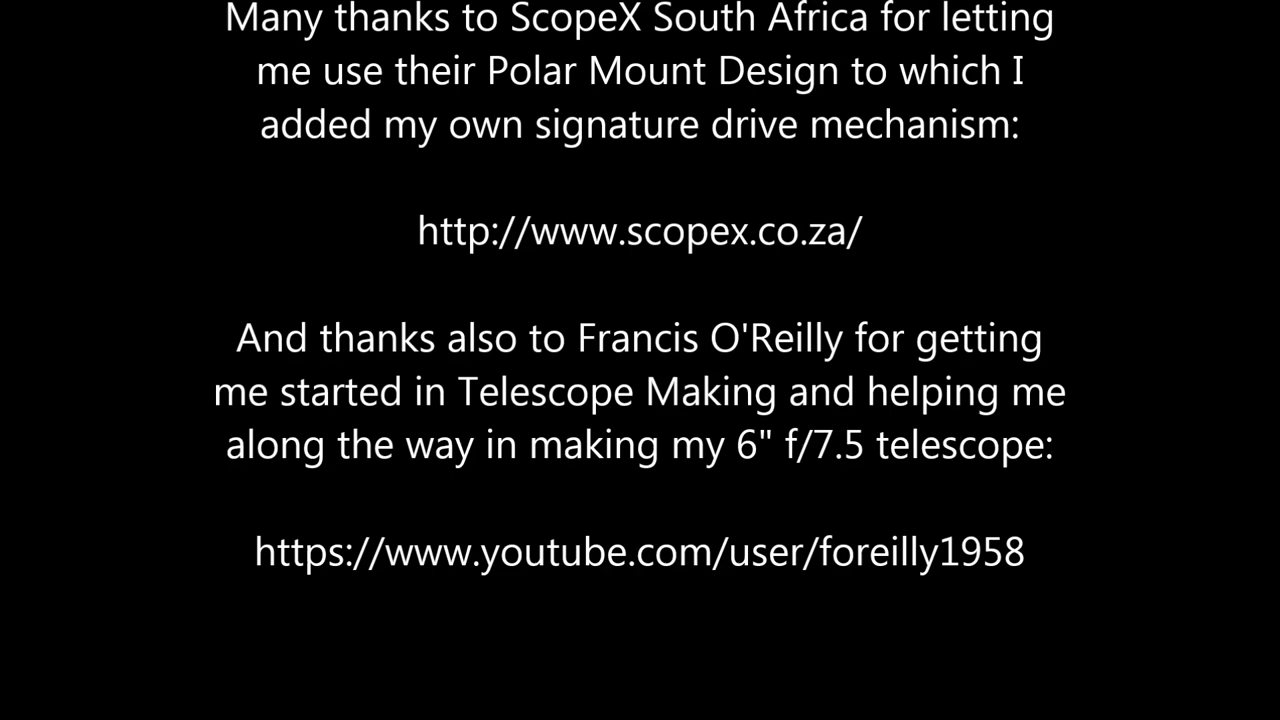 Many thanks to ScopeX South Africa for letting
me use their Polar Mount Design to which I
added my own signature drive mechanism:
http://www.scopex.co.za/
And thanks also to Francis O'Reilly for getting
me started in Telescope Making and helping me
along the way in making my 6" f/7.5 telescope:
https://www.youtube.com/user/foreilly1958